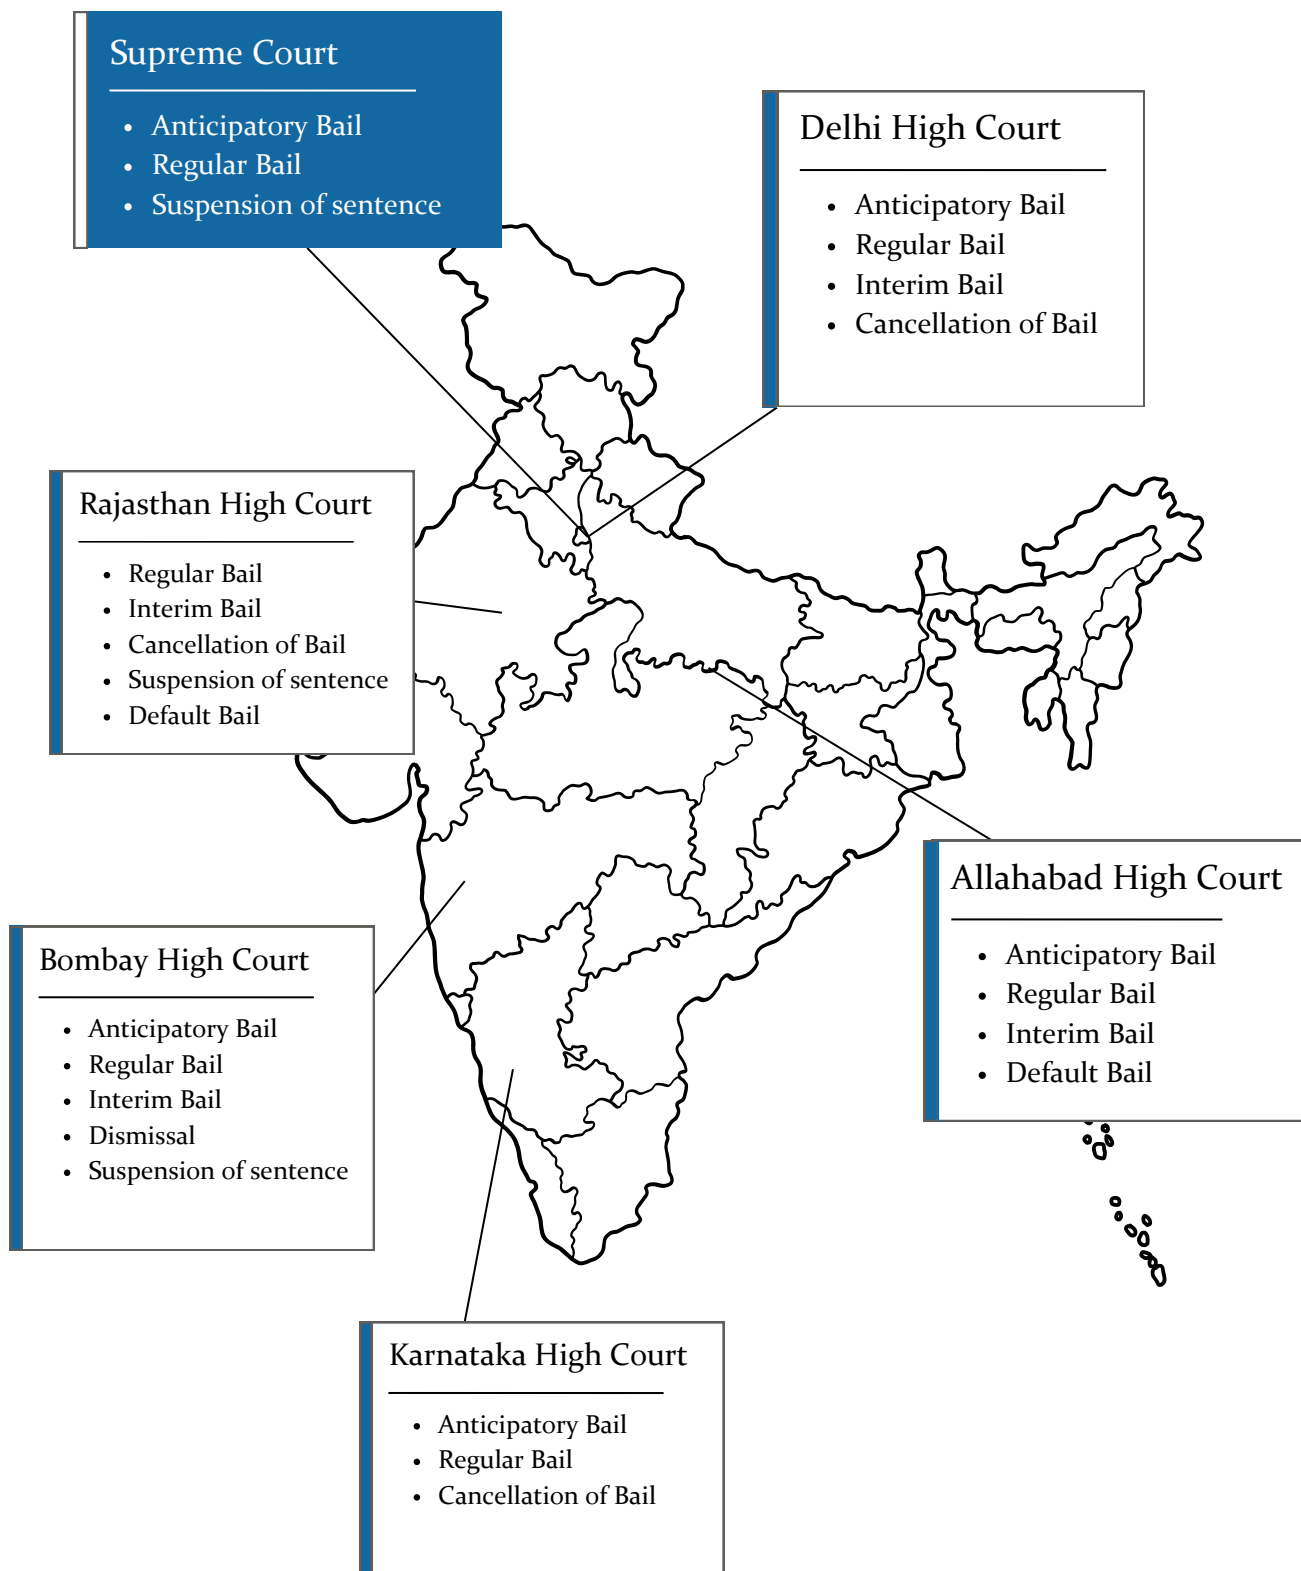 Supreme Court
• Anticipatory Bail
• Regular Bail
• Suspension of sentence
Delhi High Court
• Anticipatory Bail
• Regular Bail
• Interim Bail
• Cancellation of Bail
Rajasthan High Court
• Regular Bail
• Interim Bail
• Cancellation of Bail
• Suspension of sentence
• Default Bail
Allahabad High Court
• Anticipatory Bail
• Regular Bail
• Interim Bail
• Default Bail
Bombay High Court
• Anticipatory Bail
• Regular Bail
• Interim Bail
• Dismissal
• Suspension of sentence
Karnataka High Court
• Anticipatory Bail
• Regular Bail
• Cancellation of Bail